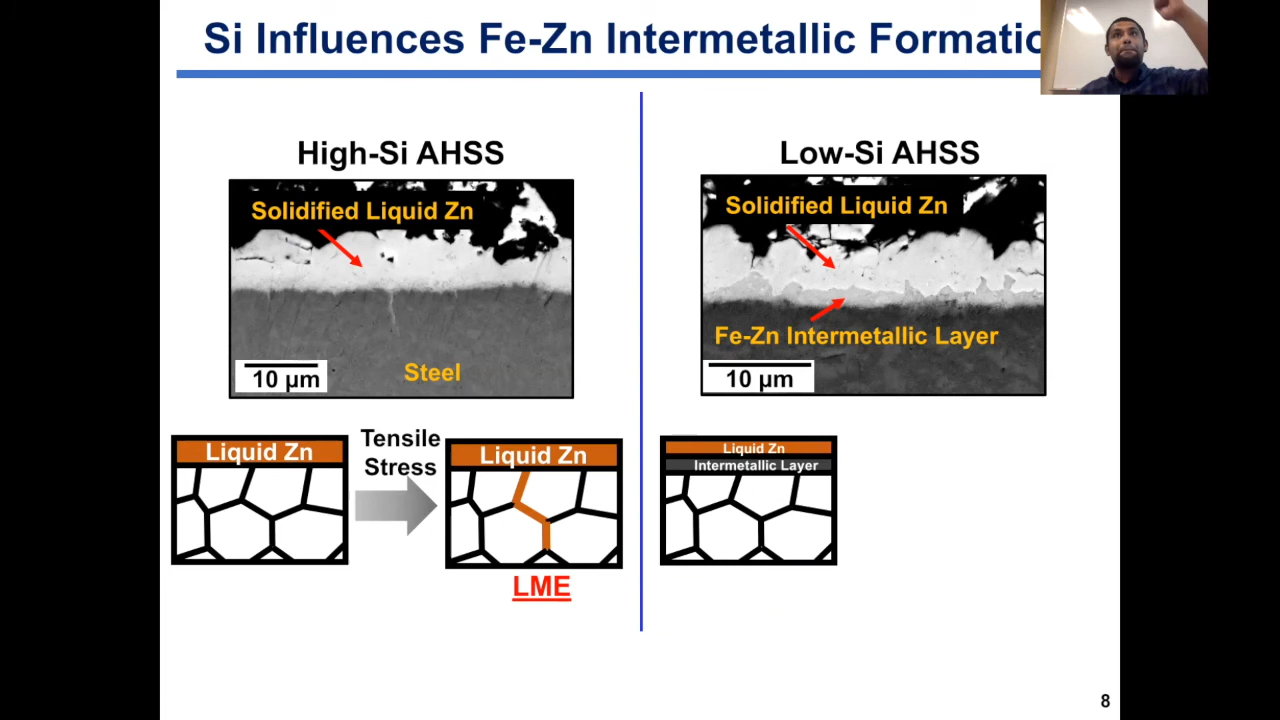 Si Influences Fe-Zn Intermetallic Formatio
High-Si AHSS
Solidified Liquid Zn
Steel
10 µm
Liquid Zn
Tensile
Stress
Liquid Zn
LME
Low-Si AHSS
Solidified Liquid Zn
Fe-Zn Intermetallic Layer
10 µm
Liquid Zn
Intermetallic Layer
8